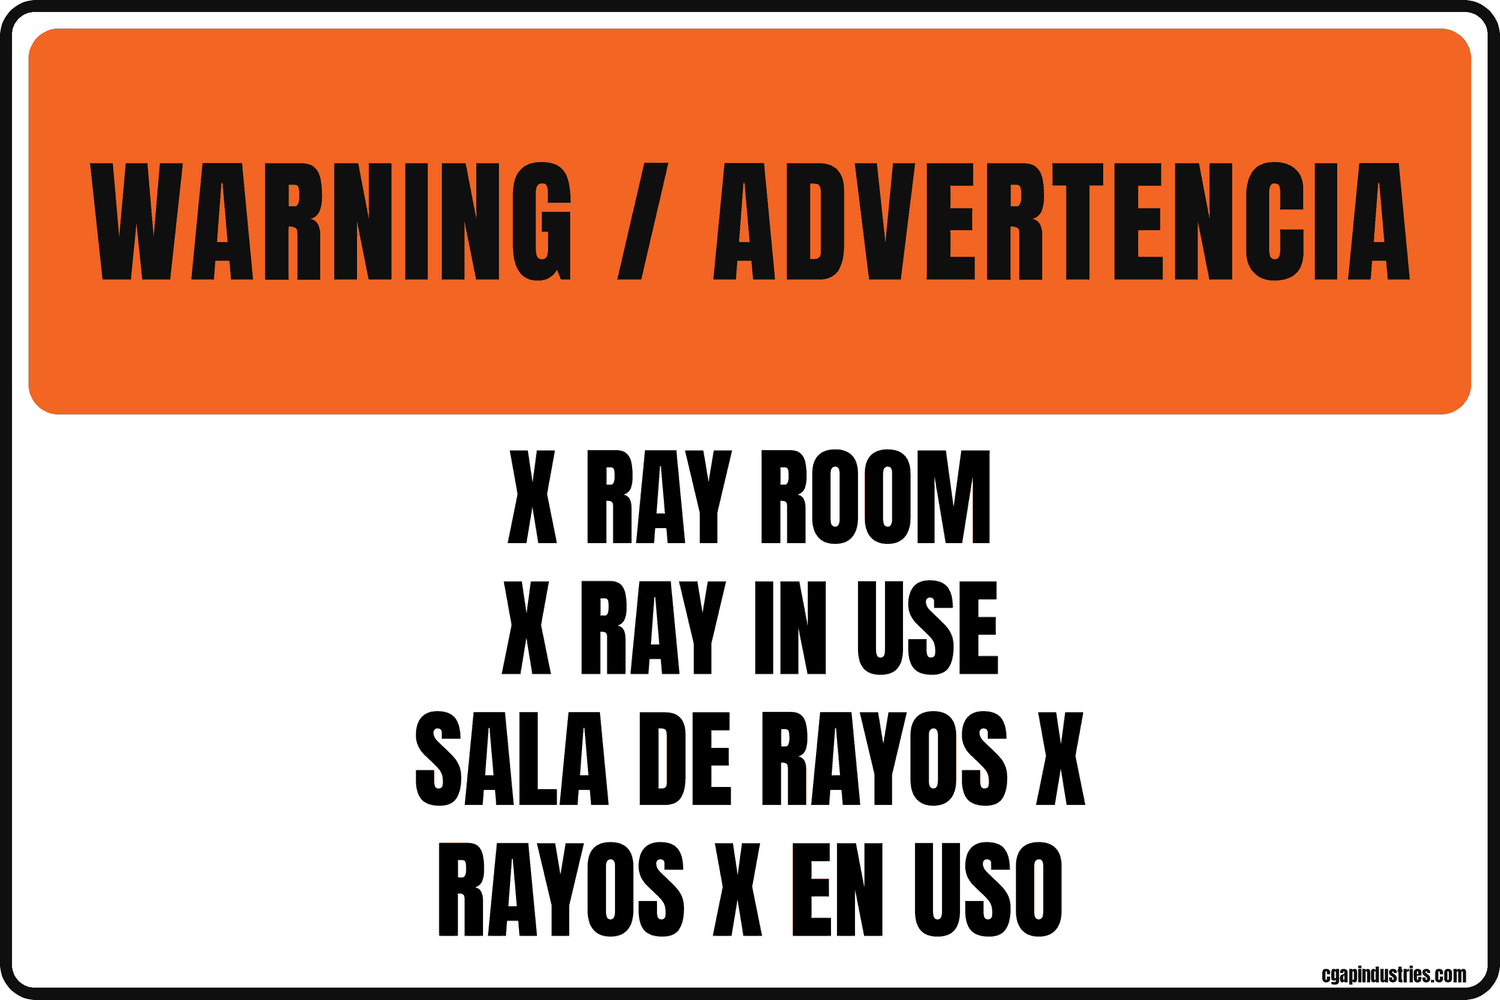 WARNING / ADVERTENCIA
X RAY ROOM
X RAY IN USE
SALA DE RAYOS X
RAYOS X EN USO
cgapindustries.com